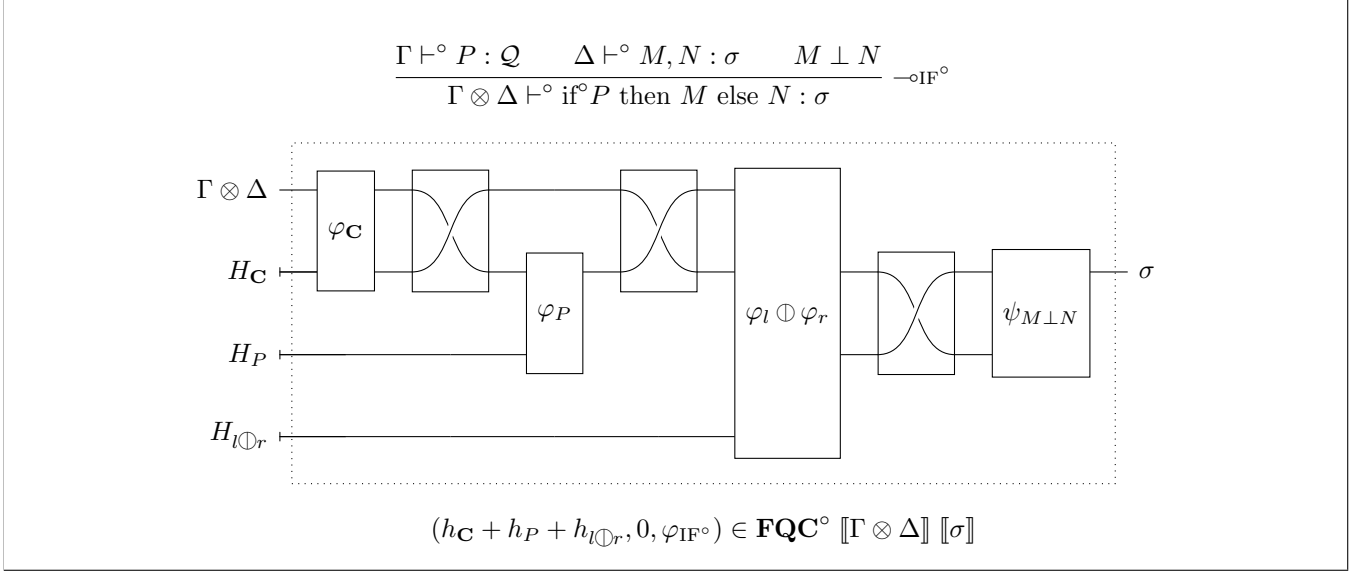 Γ ⊢° P : 𝒬 Δ ⊢° M, N : σ M ⊥ N
⊸IF°
Γ ⊗ Δ ⊢° if°P then M else N : σ
Γ ⊗ Δ
φ_C
H_C
φ_P
φ_l ⦶ φ_r
ψ_{M⊥N}
σ
H_P
H_{l⦶r}
(h_C + h_P + h_{l⦶r}, 0, φ_{IF°}) ∈ FQC° ⟦Γ ⊗ Δ⟧ ⟦σ⟧